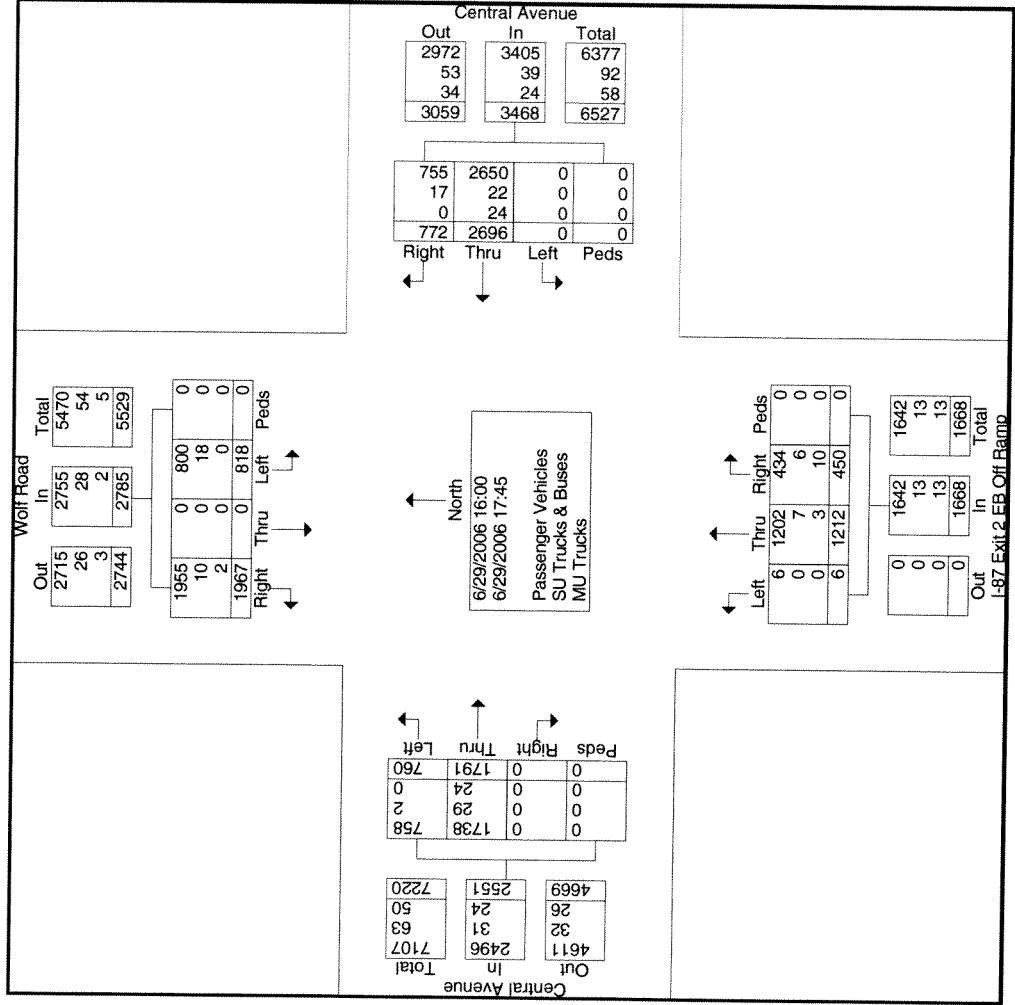 Central Avenue
Out In Total
2972 3405 6377
53 39 92
34 24 58
3059 3468 6527
755 2650 0 0
17 22 0 0
0 24 0 0
772 2696 0 0
Right Thru Left Peds
Wolf Road
Out In Total
2715 2755 5470
26 28 54
3 2 5
2744 2785 5529
1955 0 800 0
10 0 18 0
2 0 0 0
1967 0 818 0
Right Thru Left Peds
North
6/29/2006 16:00
6/29/2006 17:45
Passenger Vehicles
SU Trucks & Buses
MU Trucks
Left Thru Right Peds
6 1202 434 0
0 7 6 0
0 3 10 0
6 1212 450 0
0 1642 1642
0 13 13
0 13 13
0 1668 1668
Out In Total
I-87 Exit 2 EB Off Ramp
Left Thru Right Peds
760 1791 0 0
0 24 0 0
2 29 0 0
758 1738 0 0
7220 2551 4669
50 24 26
63 31 32
7107 2496 4611
Total In Out
Central Avenue